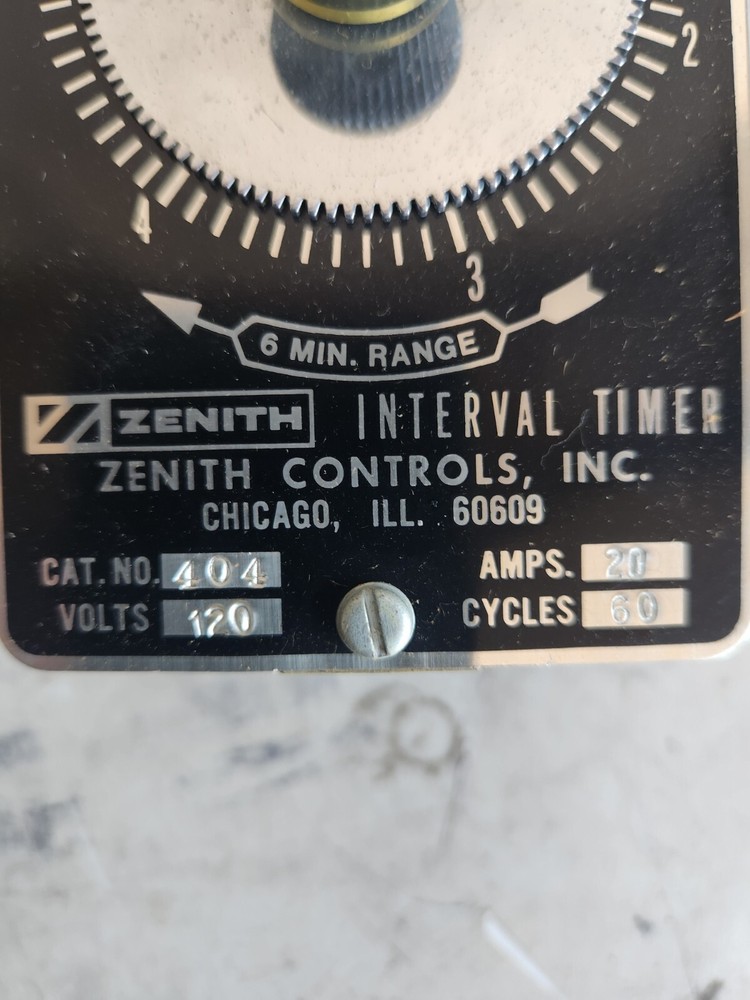 2
4
3
6 MIN. RANGE
ZENITH INTERVAL TIMER
ZENITH CONTROLS, INC.
CHICAGO, ILL. 60609
CAT. NO. 404 AMPS. 20
VOLTS 120 CYCLES 60